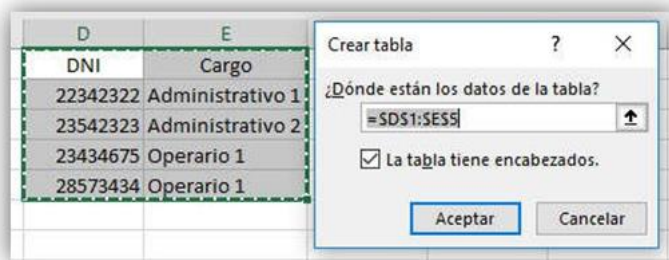 D E
DNI Cargo
22342322 Administrativo 1
23542323 Administrativo 2
23434675 Operario 1
28573434 Operario 1
Crear tabla ? ×
¿Dónde están los datos de la tabla?
=$D$1:$E$5
La tabla tiene encabezados.
Aceptar Cancelar